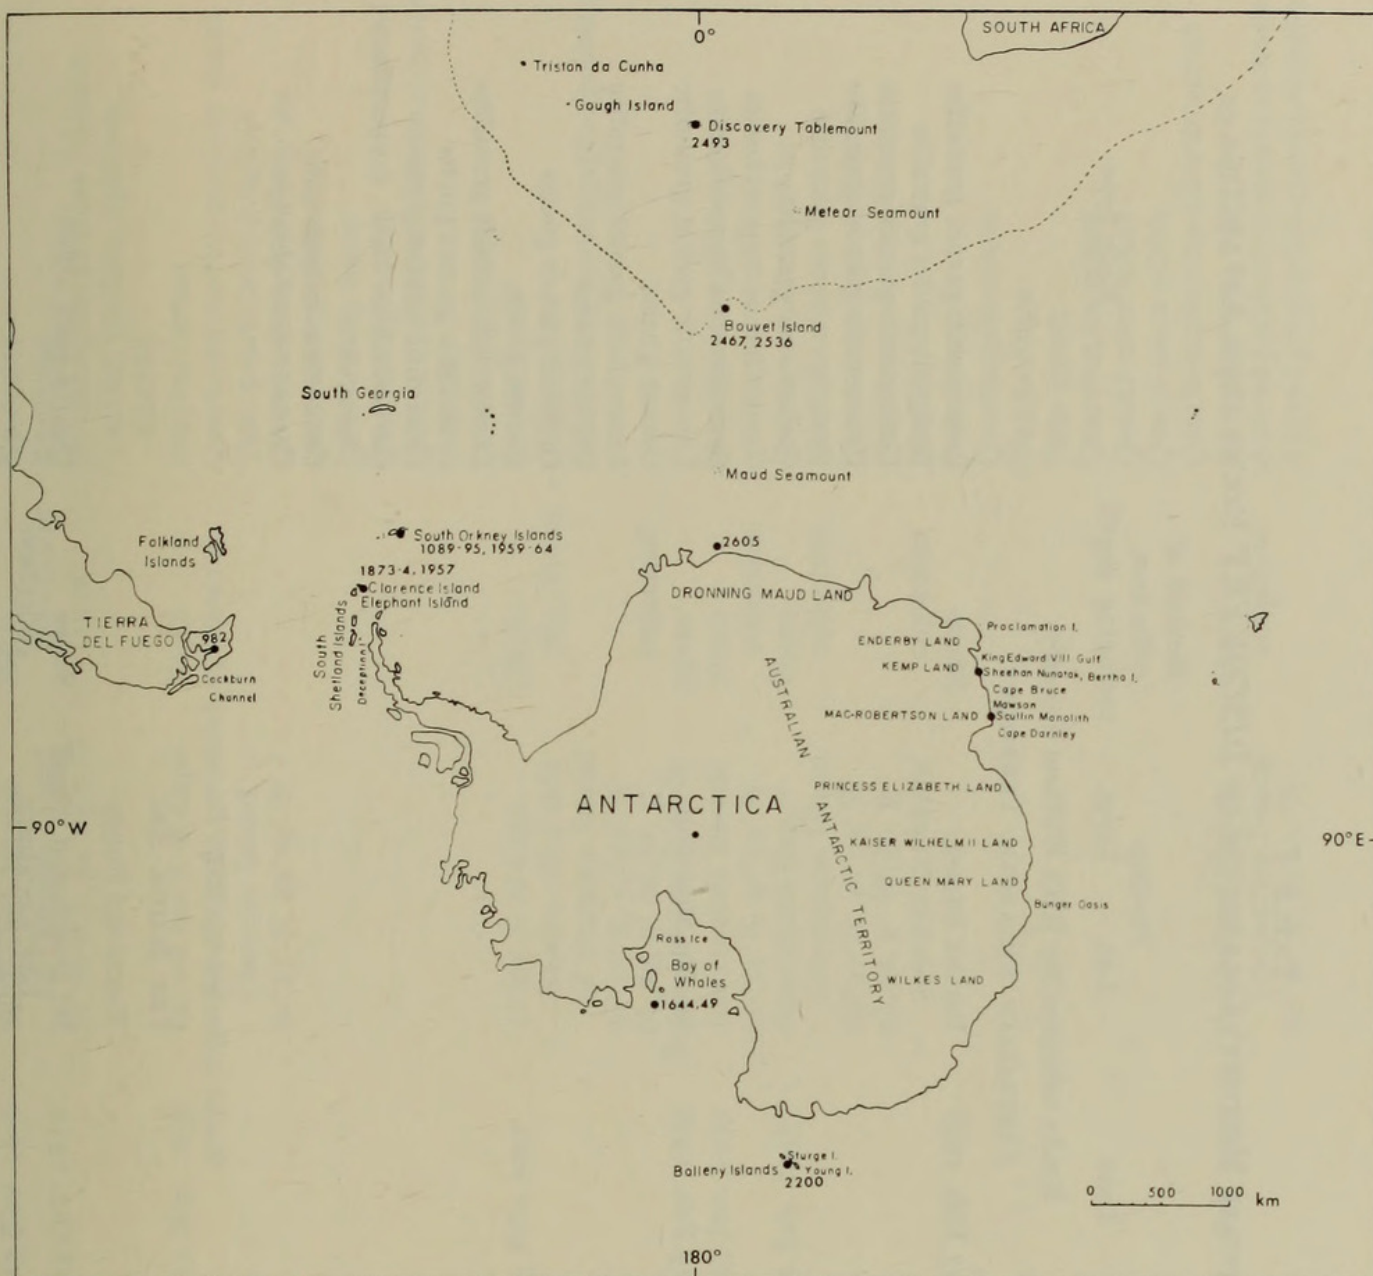 0°
SOUTH AFRICA
Tristan da Cunha
Gough Island
Discovery Tablemount
2493
Meteor Seamount
Bouvet Island
2467, 2536
South Georgia
Maud Seamount
Falkland
Islands
South Orkney Islands
1089-95, 1959-64
1873-4, 1957
Clarence Island
Elephant Island
South
Shetland Islands
Deception I.
2605
DRONNING MAUD LAND
TIERRA
DEL FUEGO
982
Cockburn
Channel
Proclamation I.
ENDERBY LAND
King Edward VIII Gulf
KEMP LAND
Sheehan Nunatak, Bertha I.
Cape Bruce
Mawson
MAC-ROBERTSON LAND
Scullin Monolith
Cape Darnley
AUSTRALIAN
ANTARCTIC TERRITORY
PRINCESS ELIZABETH LAND
ANTARCTICA
90°W
90°E
KAISER WILHELM II LAND
QUEEN MARY LAND
Bunger Oasis
Ross Ice
Bay of
Whales
1644,49
WILKES LAND
Sturge I.
Balleny Islands
Young I.
2200
0 500 1000 km
180°